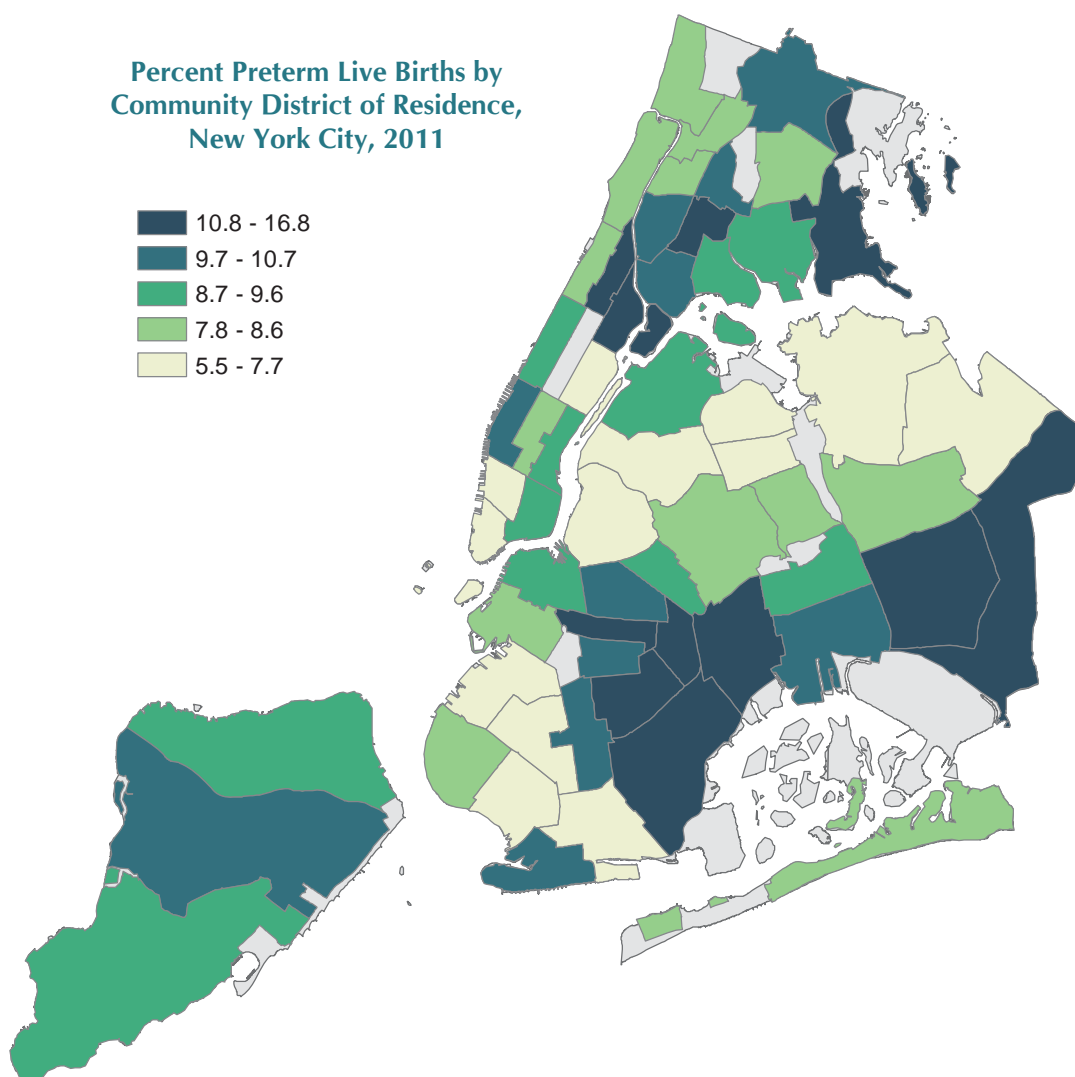 Percent Preterm Live Births by
Community District of Residence,
New York City, 2011
10.8 - 16.8
9.7 - 10.7
8.7 - 9.6
7.8 - 8.6
5.5 - 7.7